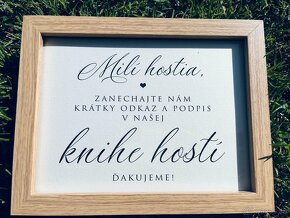 Milí hostia,
ZANECHAJTE NÁM
KRÁTKY ODKAZ A PODPIS
V NAŠEJ
knihe hostí
ĎAKUJEME!